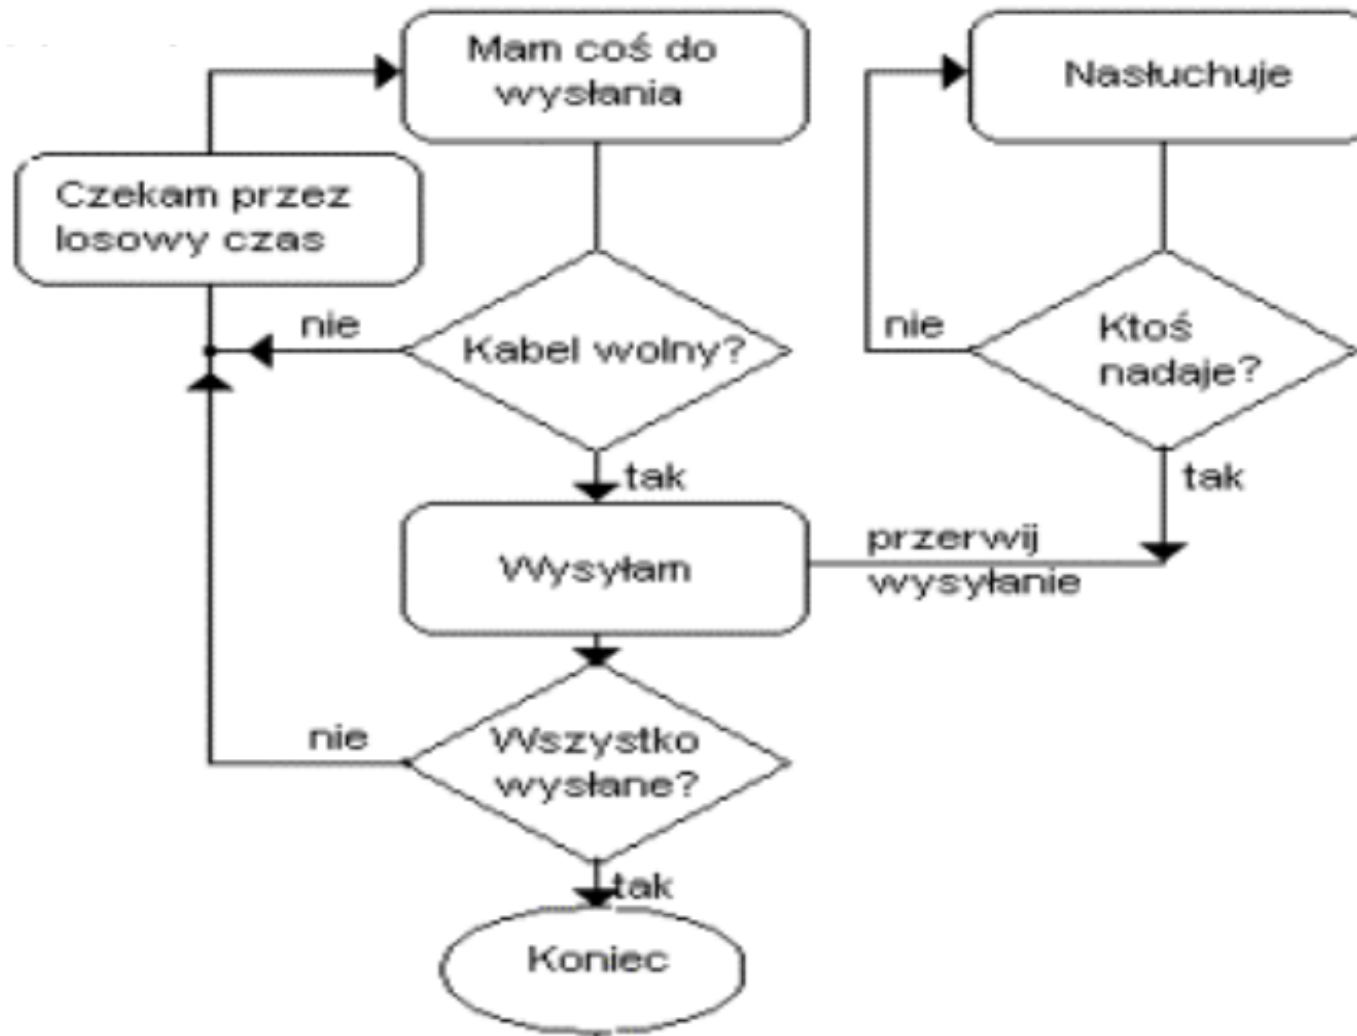 Mam coś do
wysłania
Nasłuchuje
Czekam przez
losowy czas
nie
Kabel wolny?
nie
Ktoś
nadaje?
tak
tak
Wysyłam
przerwij
wysyłanie
nie
Wszystko
wysłane?
tak
Koniec